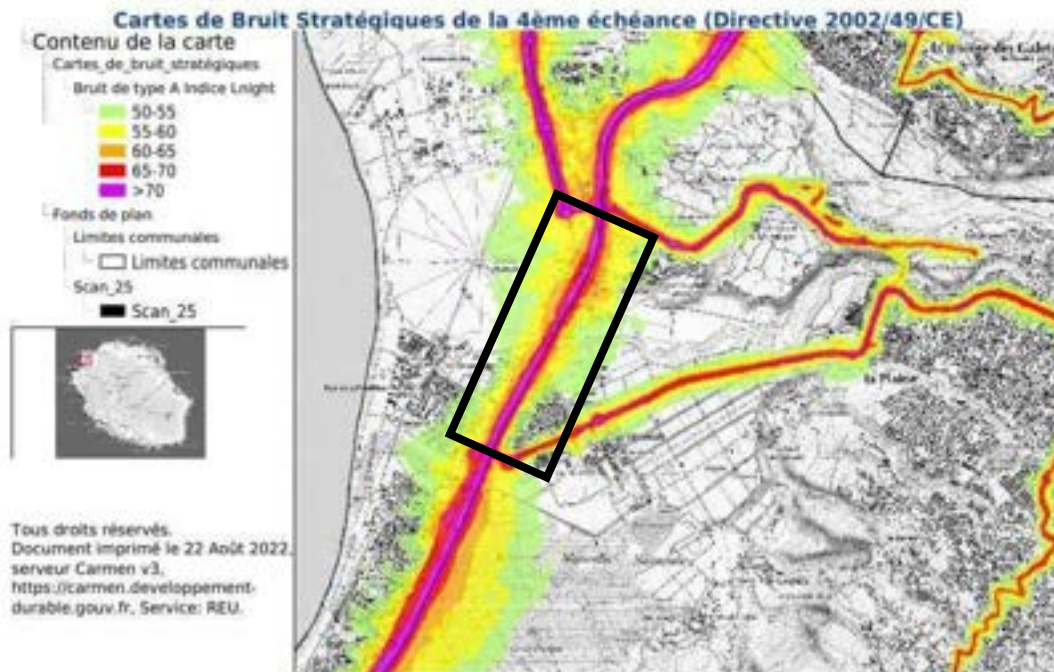 Cartes de Bruit Stratégiques de la 4ème échéance (Directive 2002/49/CE)
Contenu de la carte
Cartes_de_bruit_stratégiques
Bruit de type A Indice Lnight
50-55
55-60
60-65
65-70
>70
Fonds de plan
Limites communales
Limites communales
Scan_25
Scan_25
Tous droits réservés.
Document imprimé le 22 Août 2022,
serveur Carmen v3,
https://carmen.developpement-
durable.gouv.fr, Service: REU.
la Plaine